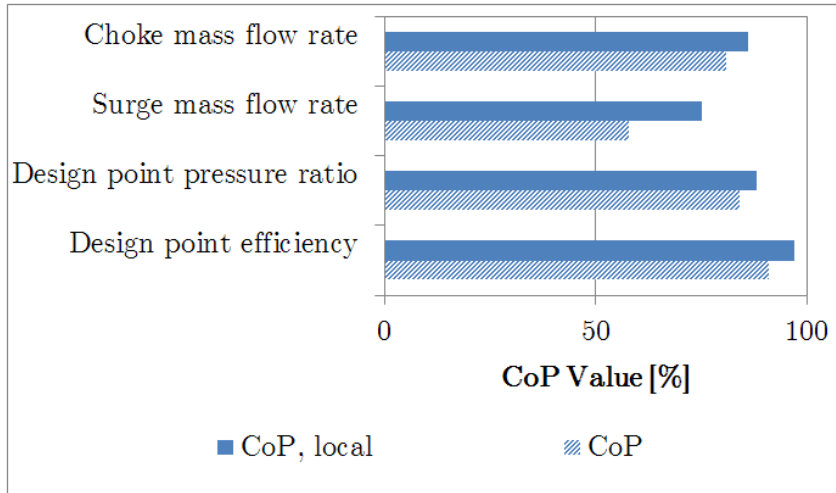 Choke mass flow rate
Surge mass flow rate
Design point pressure ratio
Design point efficiency
0 50 100
CoP Value [%]
CoP, local CoP